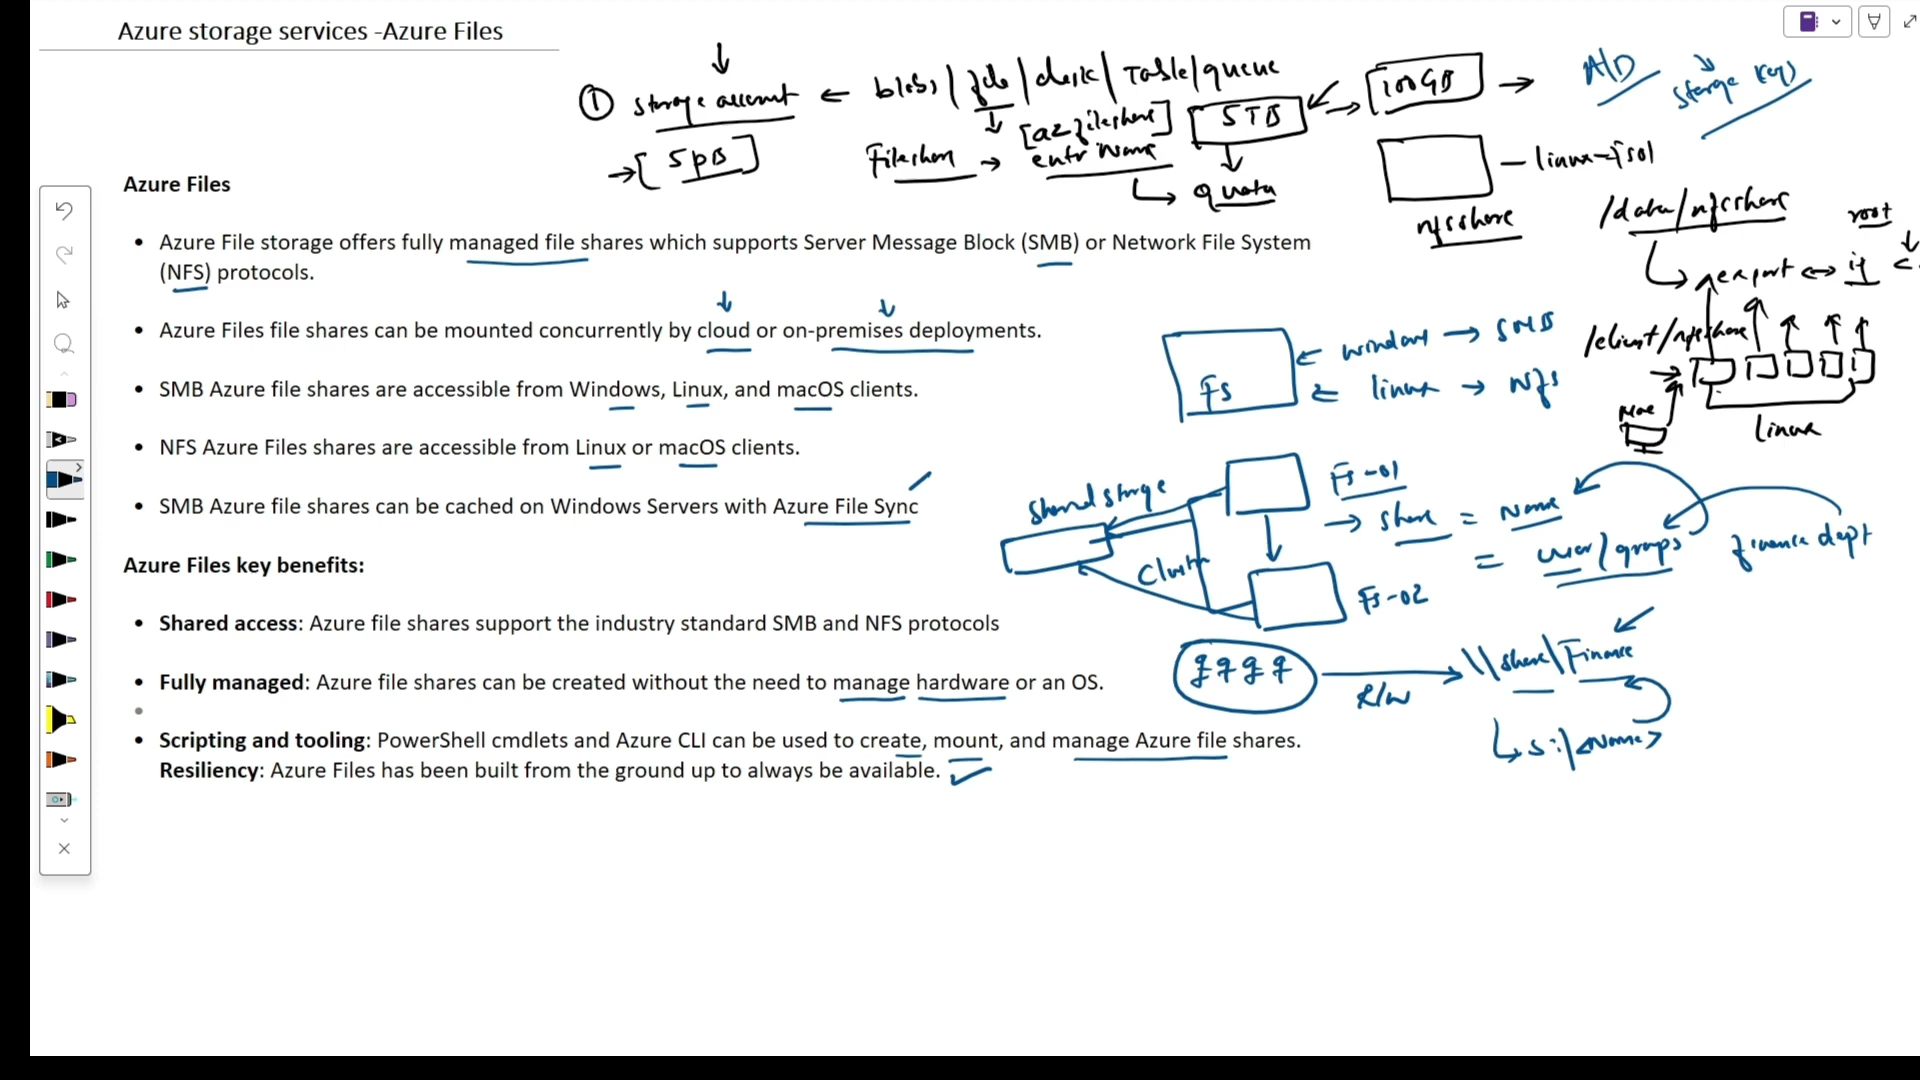 Azure storage services -Azure Files
① storage account ← blobs / file / disk / Table / queue
100GB →
A/D
storage key
→ [ 5PB ]
Fileshare → [az fileshare]
entr Name
5TB
quota
linux
nfsshare
/data/nfsshare
root
export ↔ if
Azure Files
• Azure File storage offers fully managed file shares which supports Server Message Block (SMB) or Network File System
(NFS) protocols.
• Azure Files file shares can be mounted concurrently by cloud or on-premises deployments.
FS
← windows → SMB
linux → Nfs
Mac
linux
• SMB Azure file shares are accessible from Windows, Linux, and macOS clients.
• NFS Azure Files shares are accessible from Linux or macOS clients.
• SMB Azure file shares can be cached on Windows Servers with Azure File Sync
shared storage
Fs-01
→ share = Name
= user/groups
finance dept
Cluster
Fs-02
Azure Files key benefits:
• Shared access: Azure file shares support the industry standard SMB and NFS protocols
• Fully managed: Azure file shares can be created without the need to manage hardware or an OS.
R/W
\\share\Finance
S:\<Name>
• Scripting and tooling: PowerShell cmdlets and Azure CLI can be used to create, mount, and manage Azure file shares.
Resiliency: Azure Files has been built from the ground up to always be available.